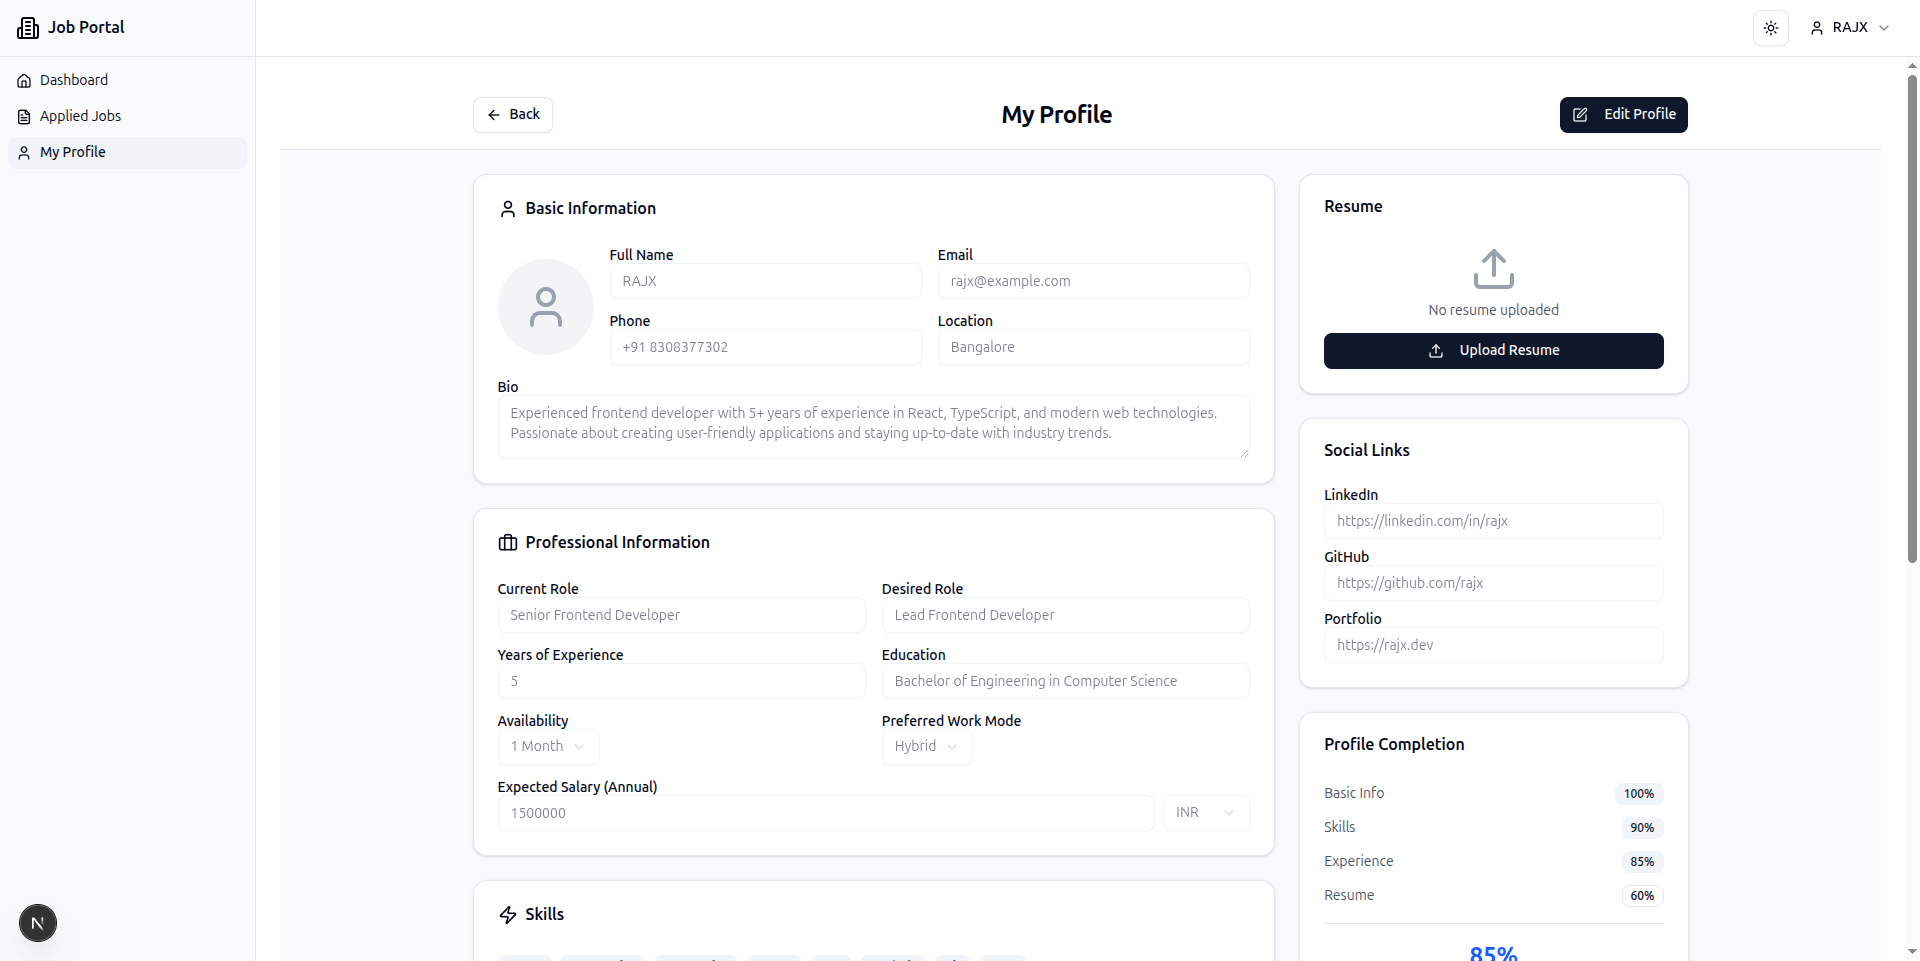 Job Portal
RAJX
Dashboard
Applied Jobs
My Profile
Back
My Profile
Edit Profile
Basic Information
Full Name
RAJX
Email
rajx@example.com
Phone
+91 8308377302
Location
Bangalore
Bio
Experienced frontend developer with 5+ years of experience in React, TypeScript, and modern web technologies.
Passionate about creating user-friendly applications and staying up-to-date with industry trends.
Professional Information
Current Role
Senior Frontend Developer
Desired Role
Lead Frontend Developer
Years of Experience
5
Education
Bachelor of Engineering in Computer Science
Availability
1 Month
Preferred Work Mode
Hybrid
Expected Salary (Annual)
1500000
INR
Skills
Resume
No resume uploaded
Upload Resume
Social Links
LinkedIn
https://linkedin.com/in/rajx
GitHub
https://github.com/rajx
Portfolio
https://rajx.dev
Profile Completion
Basic Info 100%
Skills 90%
Experience 85%
Resume 60%
85%
N